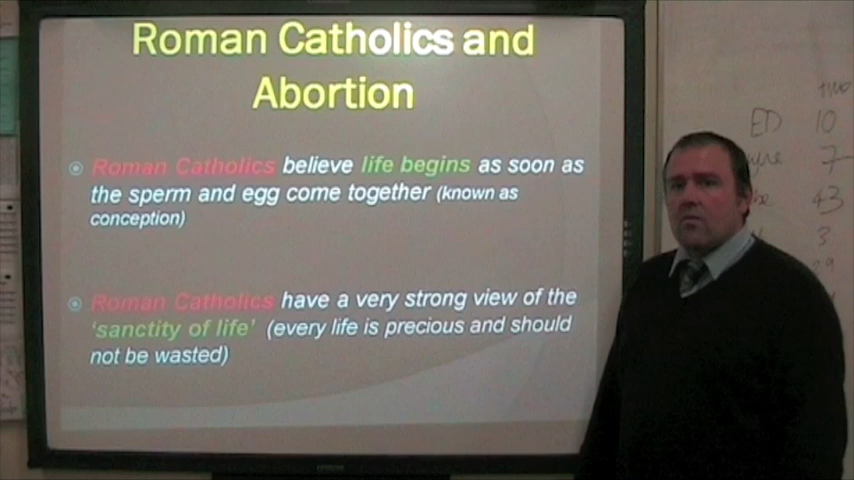 Roman Catholics and
Abortion
Roman Catholics believe life begins as soon as
the sperm and egg come together (known as
conception)
Roman Catholics have a very strong view of the
'sanctity of life' (every life is precious and should
not be wasted)
ED 10
7
43
3
29